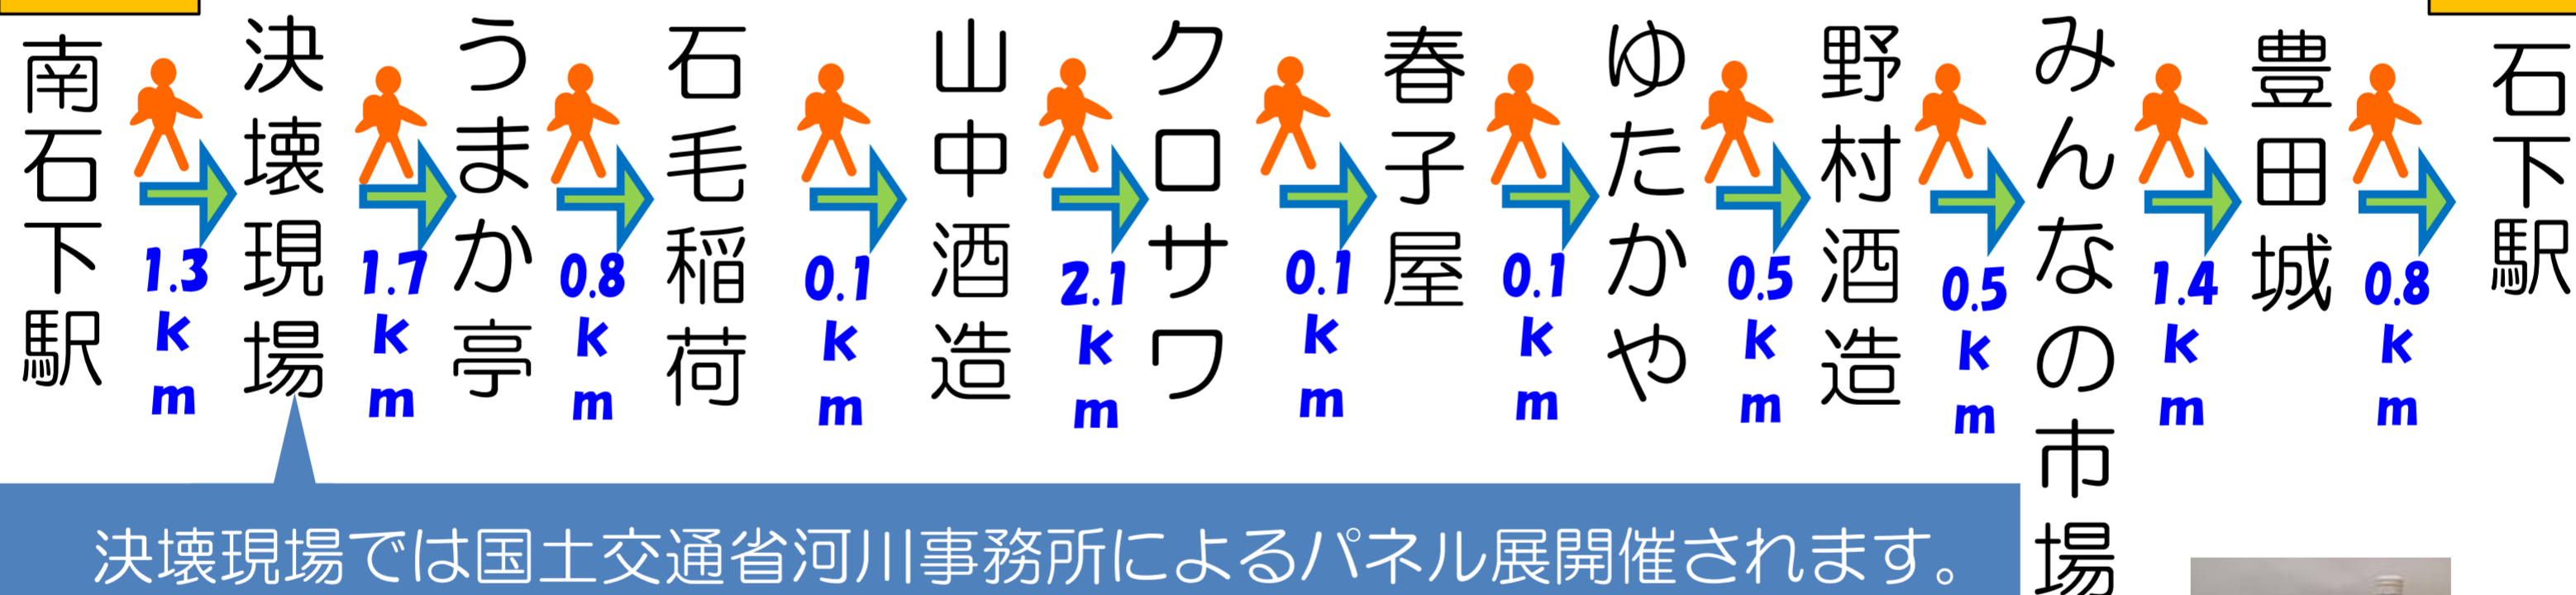 南石下駅
1.3km
決壊現場
1.7km
うまか亭
0.8km
石毛稲荷
0.1km
山中酒造
2.1km
クロサワ
0.1km
春子屋
0.1km
ゆたかや
0.5km
野村酒造
0.5km
みんなの市場
1.4km
豊田城
0.8km
石下駅
決壊現場では国土交通省河川事務所によるパネル展開催されます。